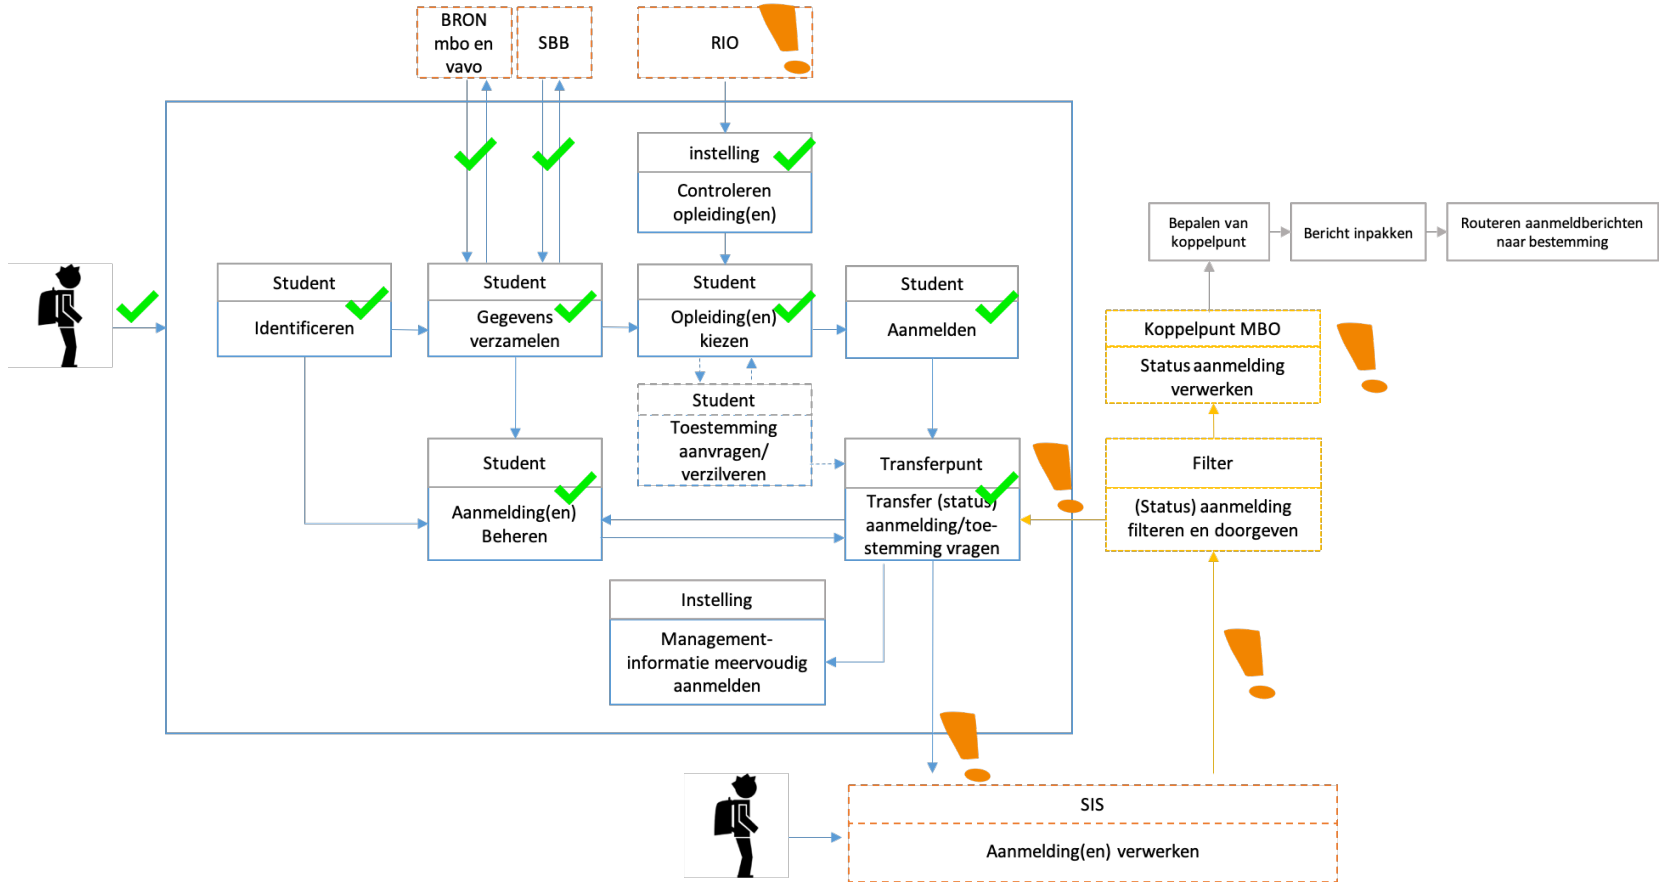 BRON
mbo en
vavo
SBB
RIO
instelling
Controleren
opleiding(en)
Bepalen van
koppelpunt
Bericht inpakken
Routeren aanmeldberichten
naar bestemming
Student
Identificeren
Student
Gegevens
verzamelen
Student
Opleiding(en)
kiezen
Student
Aanmelden
Koppelpunt MBO
Status aanmelding
verwerken
Student
Toestemming
aanvragen/
verzilveren
Student
Aanmelding(en)
Beheren
Transferpunt
Transfer (status)
aanmelding/toe-
stemming vragen
Filter
(Status) aanmelding
filteren en doorgeven
Instelling
Management-
informatie meervoudig
aanmelden
SIS
Aanmelding(en) verwerken